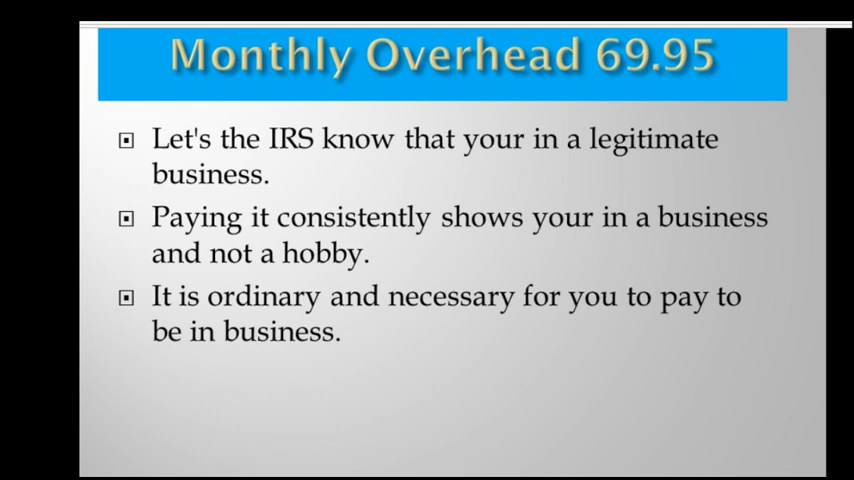 Monthly Overhead 69.95
Let's the IRS know that your in a legitimate
business.
Paying it consistently shows your in a business
and not a hobby.
It is ordinary and necessary for you to pay to
be in business.